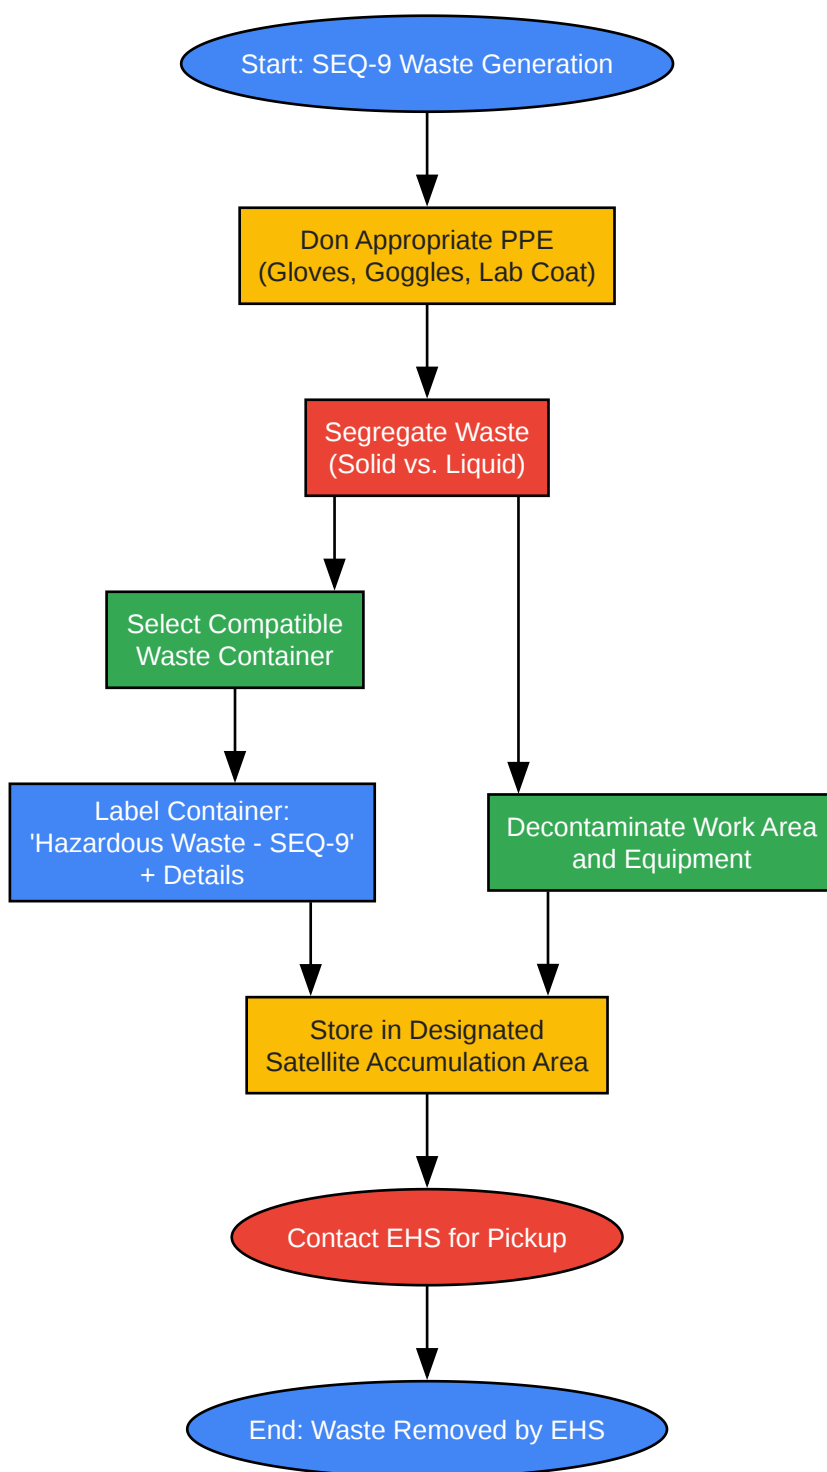 Start: SEQ-9 Waste Generation
Don Appropriate PPE
(Gloves, Goggles, Lab Coat)
Segregate Waste
(Solid vs. Liquid)
Select Compatible
Waste Container
Label Container:
'Hazardous Waste - SEQ-9'
+ Details
Decontaminate Work Area
and Equipment
Store in Designated
Satellite Accumulation Area
Contact EHS for Pickup
End: Waste Removed by EHS